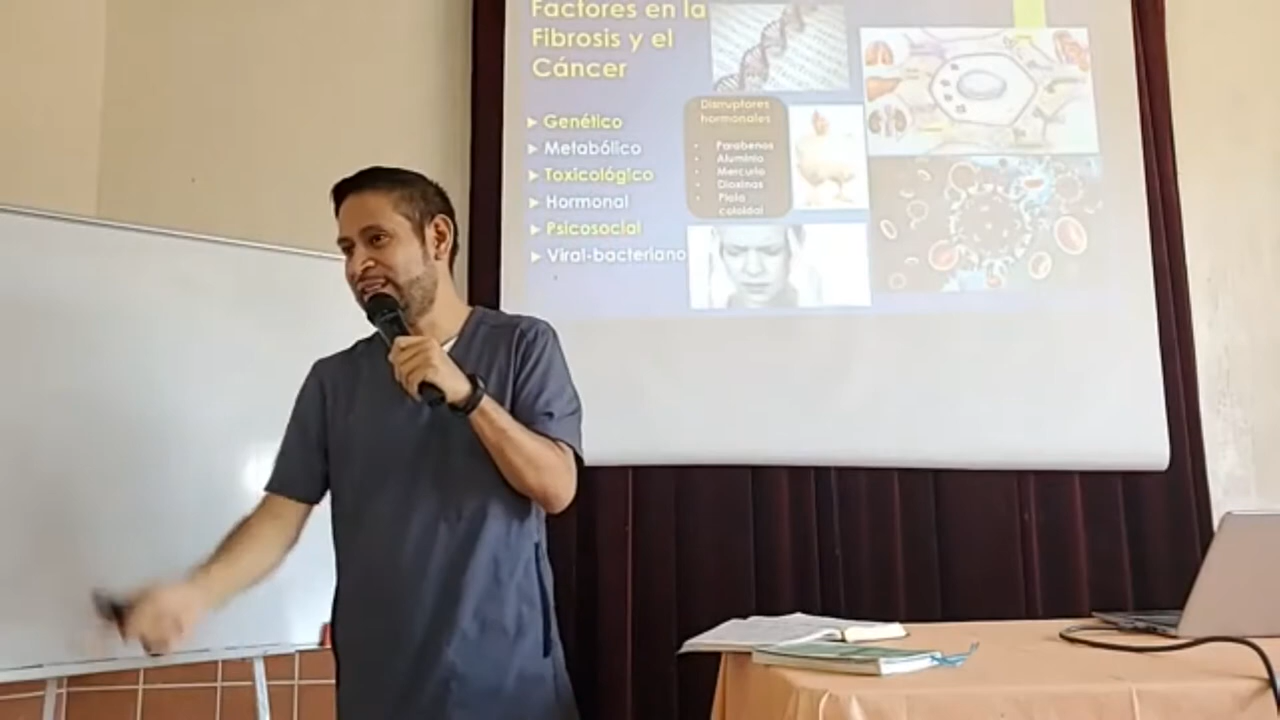 Factores en la
Fibrosis y el
Cáncer
Genético
Metabólico
Toxicológico
Hormonal
Psicosocial
Viral-bacteriano
Disruptores
hormonales
Parabenos
Aluminio
Mercurio
Dioxinas
Plata
coloidal